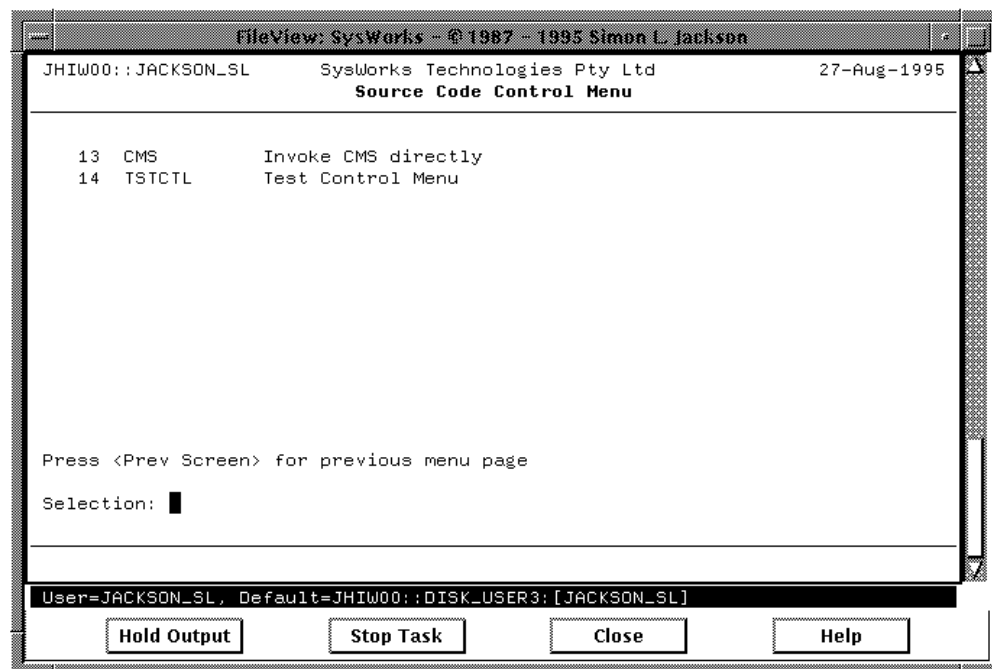 FileView: SysWorks - © 1987 - 1995 Simon L. Jackson
JHIW00::JACKSON_SL SysWorks Technologies Pty Ltd 27-Aug-1995
Source Code Control Menu
13 CMS Invoke CMS directly
14 TSTCTL Test Control Menu
Press <Prev Screen> for previous menu page
Selection:
User=JACKSON_SL, Default=JHIW00::DISK_USER3:[JACKSON_SL]
Hold Output Stop Task Close Help